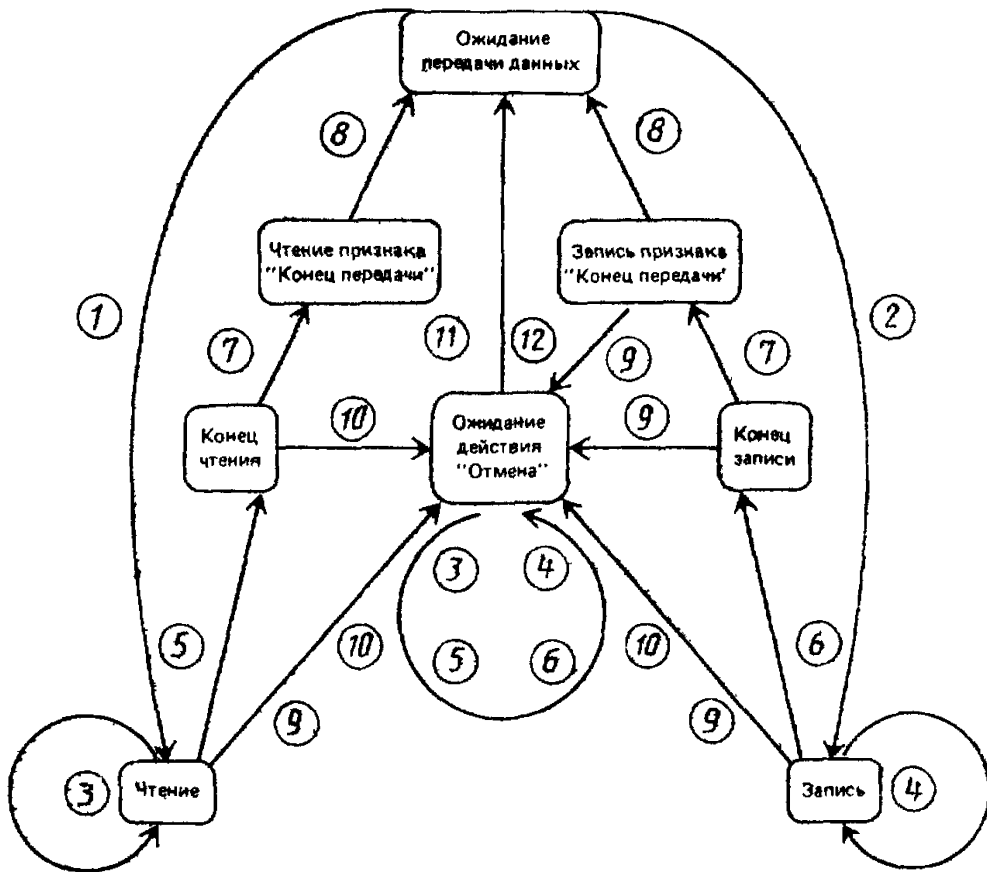 Ожидание
передачи данных
8
8
Чтение признака
"Конец передачи"
Запись признака
"Конец передачи"
1
2
11
12
7
9
7
Конец
чтения
10
Ожидание
действия
"Отмена"
9
Конец
записи
3
4
5
10
5
6
10
6
9
9
3
Чтение
Запись
4